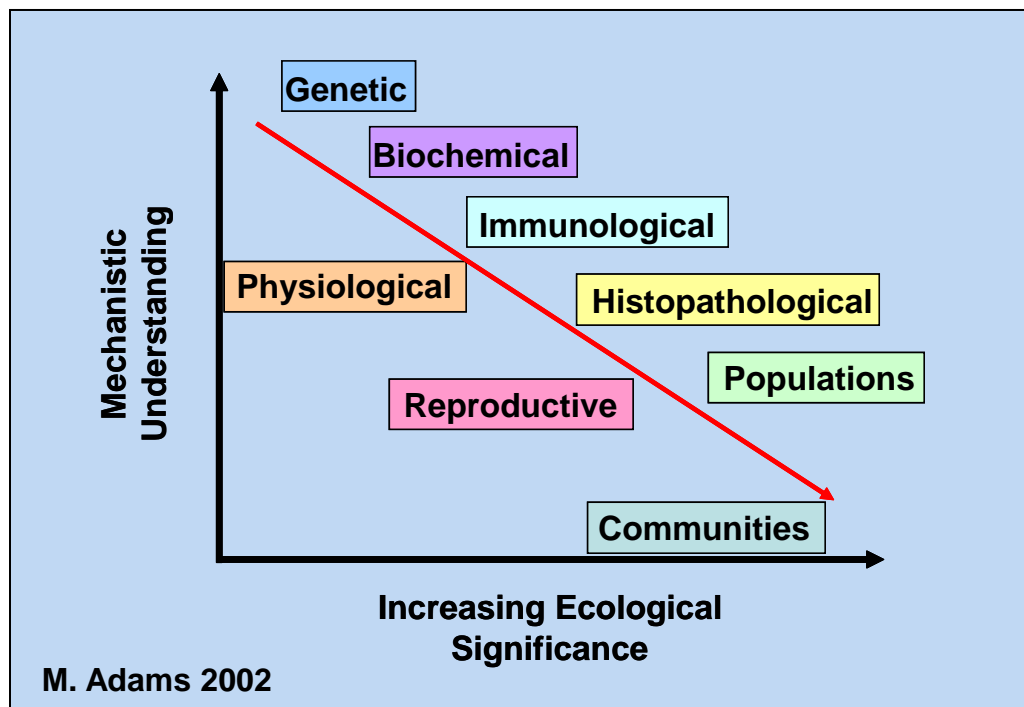 Genetic
Biochemical
Immunological
Physiological
Histopathological
Populations
Reproductive
Communities
Mechanistic
Understanding
Increasing Ecological
Significance
M. Adams 2002